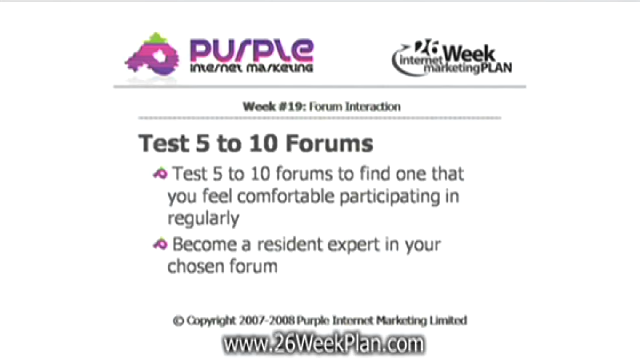 PURPLE
internet marketing
26 Week
internet
marketing PLAN
Week #19: Forum Interaction
Test 5 to 10 Forums
Test 5 to 10 forums to find one that
you feel comfortable participating in
regularly
Become a resident expert in your
chosen forum
© Copyright 2007-2008 Purple Internet Marketing Limited
www.26WeekPlan.com